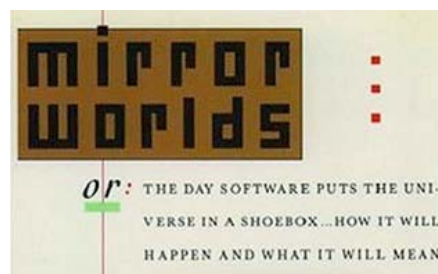 mirror
worlds
or: THE DAY SOFTWARE PUTS THE UNI-
VERSE IN A SHOEBOX...HOW IT WILL
HAPPEN AND WHAT IT WILL MEAN